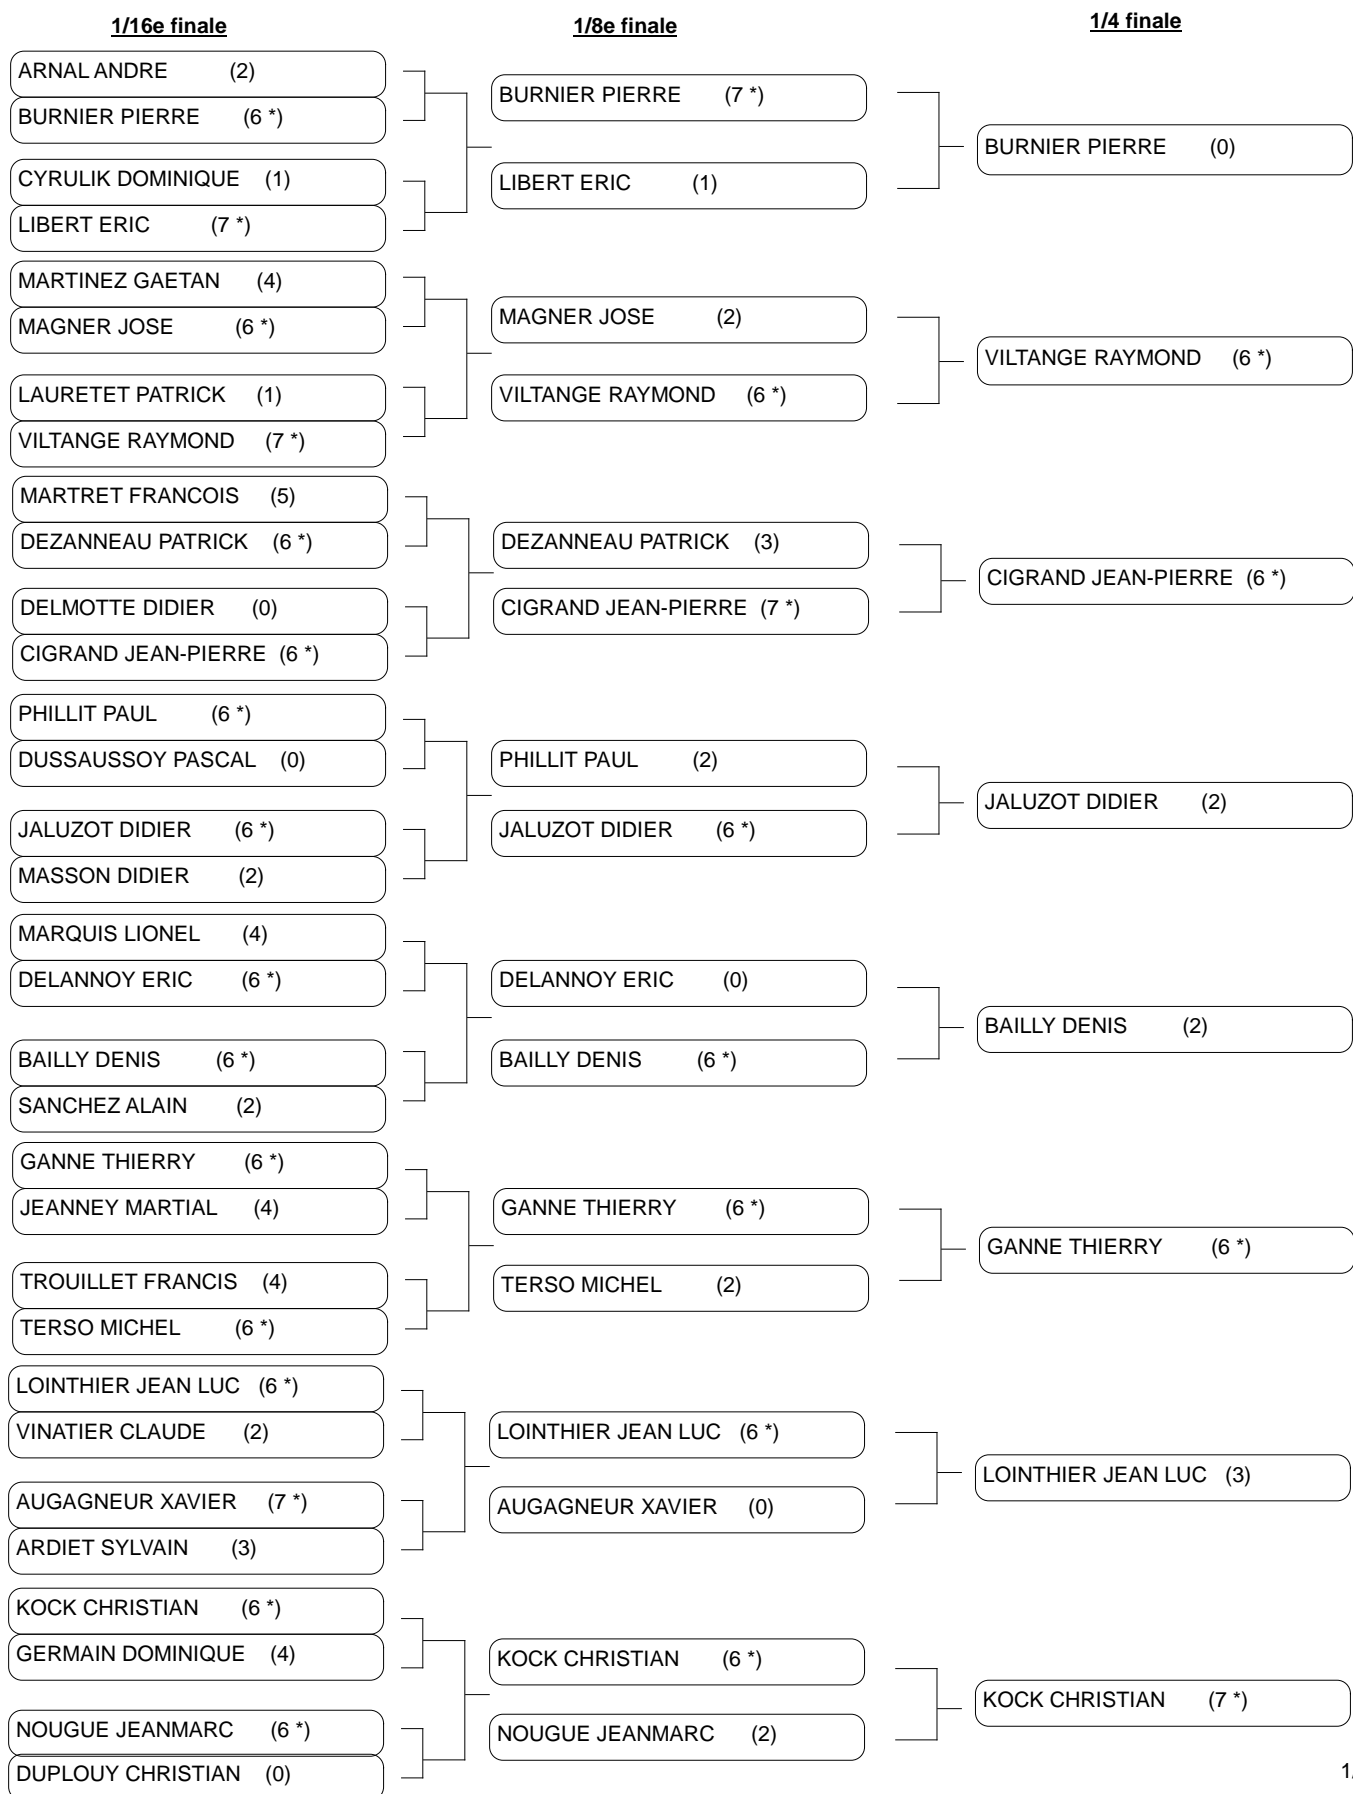 1/16e finale
ARNAL ANDRE (2)
BURNIER PIERRE (6 *)
CYRULIK DOMINIQUE (1)
LIBERT ERIC (7 *)
MARTINEZ GAETAN (4)
MAGNER JOSE (6 *)
LAURETET PATRICK (1)
VILTANGE RAYMOND (7 *)
MARTRET FRANCOIS (5)
DEZANNEAU PATRICK (6 *)
DELMOTTE DIDIER (0)
CIGRAND JEAN-PIERRE (6 *)
PHILLIT PAUL (6 *)
DUSSAUSSOY PASCAL (0)
JALUZOT DIDIER (6 *)
MASSON DIDIER (2)
MARQUIS LIONEL (4)
DELANNOY ERIC (6 *)
BAILLY DENIS (6 *)
SANCHEZ ALAIN (2)
GANNE THIERRY (6 *)
JEANNEY MARTIAL (4)
TROUILLET FRANCIS (4)
TERSO MICHEL (6 *)
LOINTHIER JEAN LUC (6 *)
VINATIER CLAUDE (2)
AUGAGNEUR XAVIER (7 *)
ARDIET SYLVAIN (3)
KOCK CHRISTIAN (6 *)
GERMAIN DOMINIQUE (4)
NOUGUE JEANMARC (6 *)
DUPLOUY CHRISTIAN (0)
1/8e finale
BURNIER PIERRE (7 *)
LIBERT ERIC (1)
MAGNER JOSE (2)
VILTANGE RAYMOND (6 *)
DEZANNEAU PATRICK (3)
CIGRAND JEAN-PIERRE (7 *)
PHILLIT PAUL (2)
JALUZOT DIDIER (6 *)
DELANNOY ERIC (0)
BAILLY DENIS (6 *)
GANNE THIERRY (6 *)
TERSO MICHEL (2)
LOINTHIER JEAN LUC (6 *)
AUGAGNEUR XAVIER (0)
KOCK CHRISTIAN (6 *)
NOUGUE JEANMARC (2)
1/4 finale
BURNIER PIERRE (0)
VILTANGE RAYMOND (6 *)
CIGRAND JEAN-PIERRE (6 *)
JALUZOT DIDIER (2)
BAILLY DENIS (2)
GANNE THIERRY (6 *)
LOINTHIER JEAN LUC (3)
KOCK CHRISTIAN (7 *)
1/